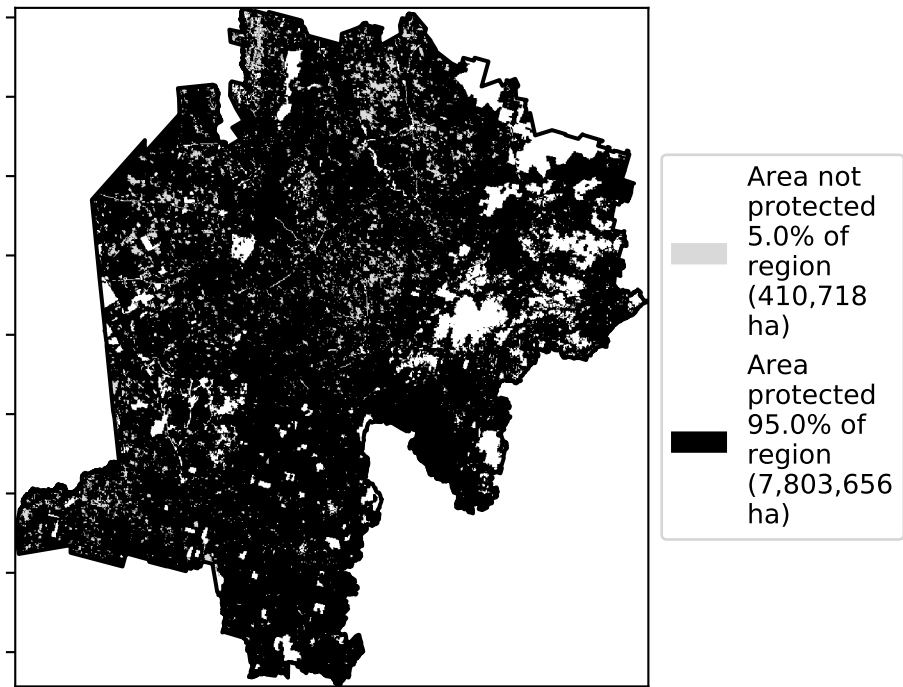 Area not
protected
5.0% of
region
(410,718
ha)
Area
protected
95.0% of
region
(7,803,656
ha)